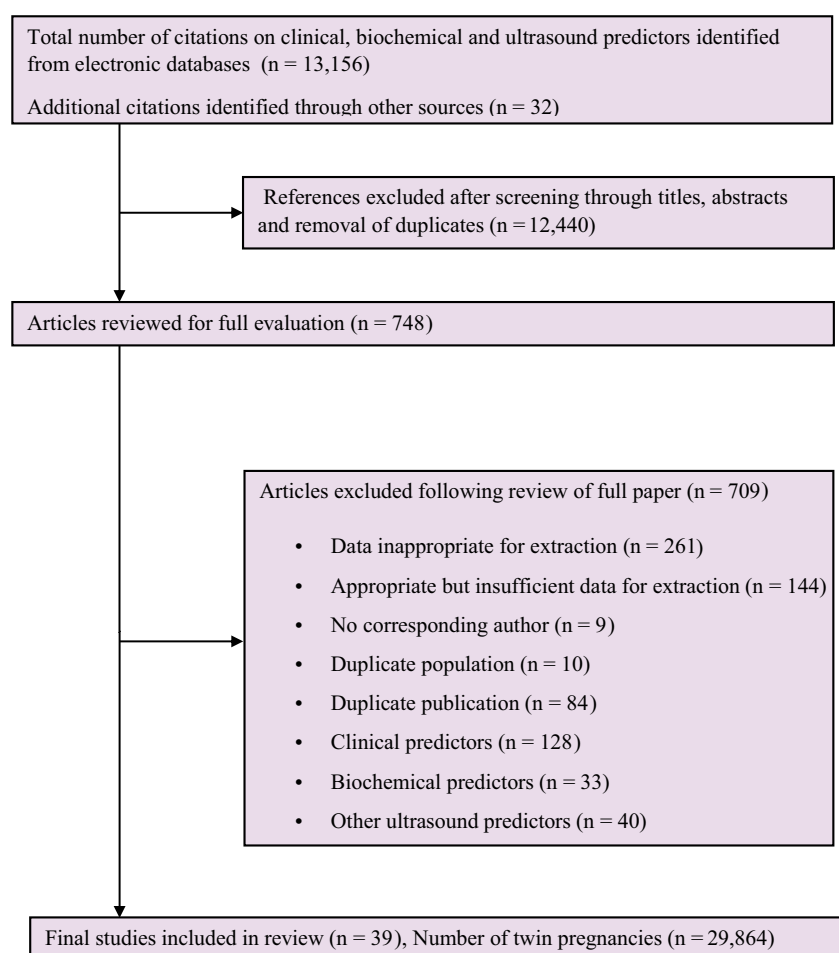 Total number of citations on clinical, biochemical and ultrasound predictors identified
from electronic databases (n = 13,156)
Additional citations identified through other sources (n = 32)
References excluded after screening through titles, abstracts
and removal of duplicates (n = 12,440)
Articles reviewed for full evaluation (n = 748)
Articles excluded following review of full paper (n = 709)
• Data inappropriate for extraction (n = 261)
• Appropriate but insufficient data for extraction (n = 144)
• No corresponding author (n = 9)
• Duplicate population (n = 10)
• Duplicate publication (n = 84)
• Clinical predictors (n = 128)
• Biochemical predictors (n = 33)
• Other ultrasound predictors (n = 40)
Final studies included in review (n = 39), Number of twin pregnancies (n = 29,864)